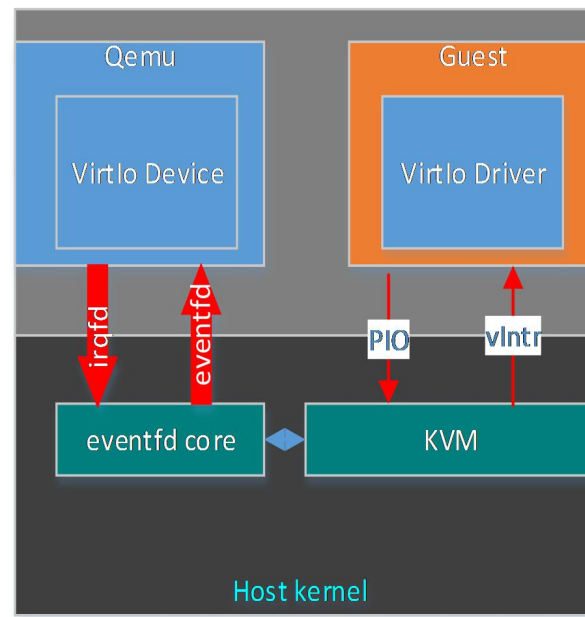 Qemu
Guest
VirtIo Device
VirtIo Driver
irqfd
eventfd
PIO
vIntr
eventfd core
KVM
Host kernel